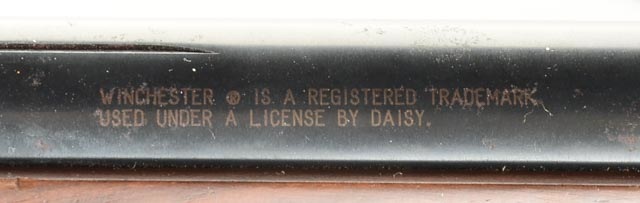 WINCHESTER ® IS A REGISTERED TRADEMARK
USED UNDER A LICENSE BY DAISY.